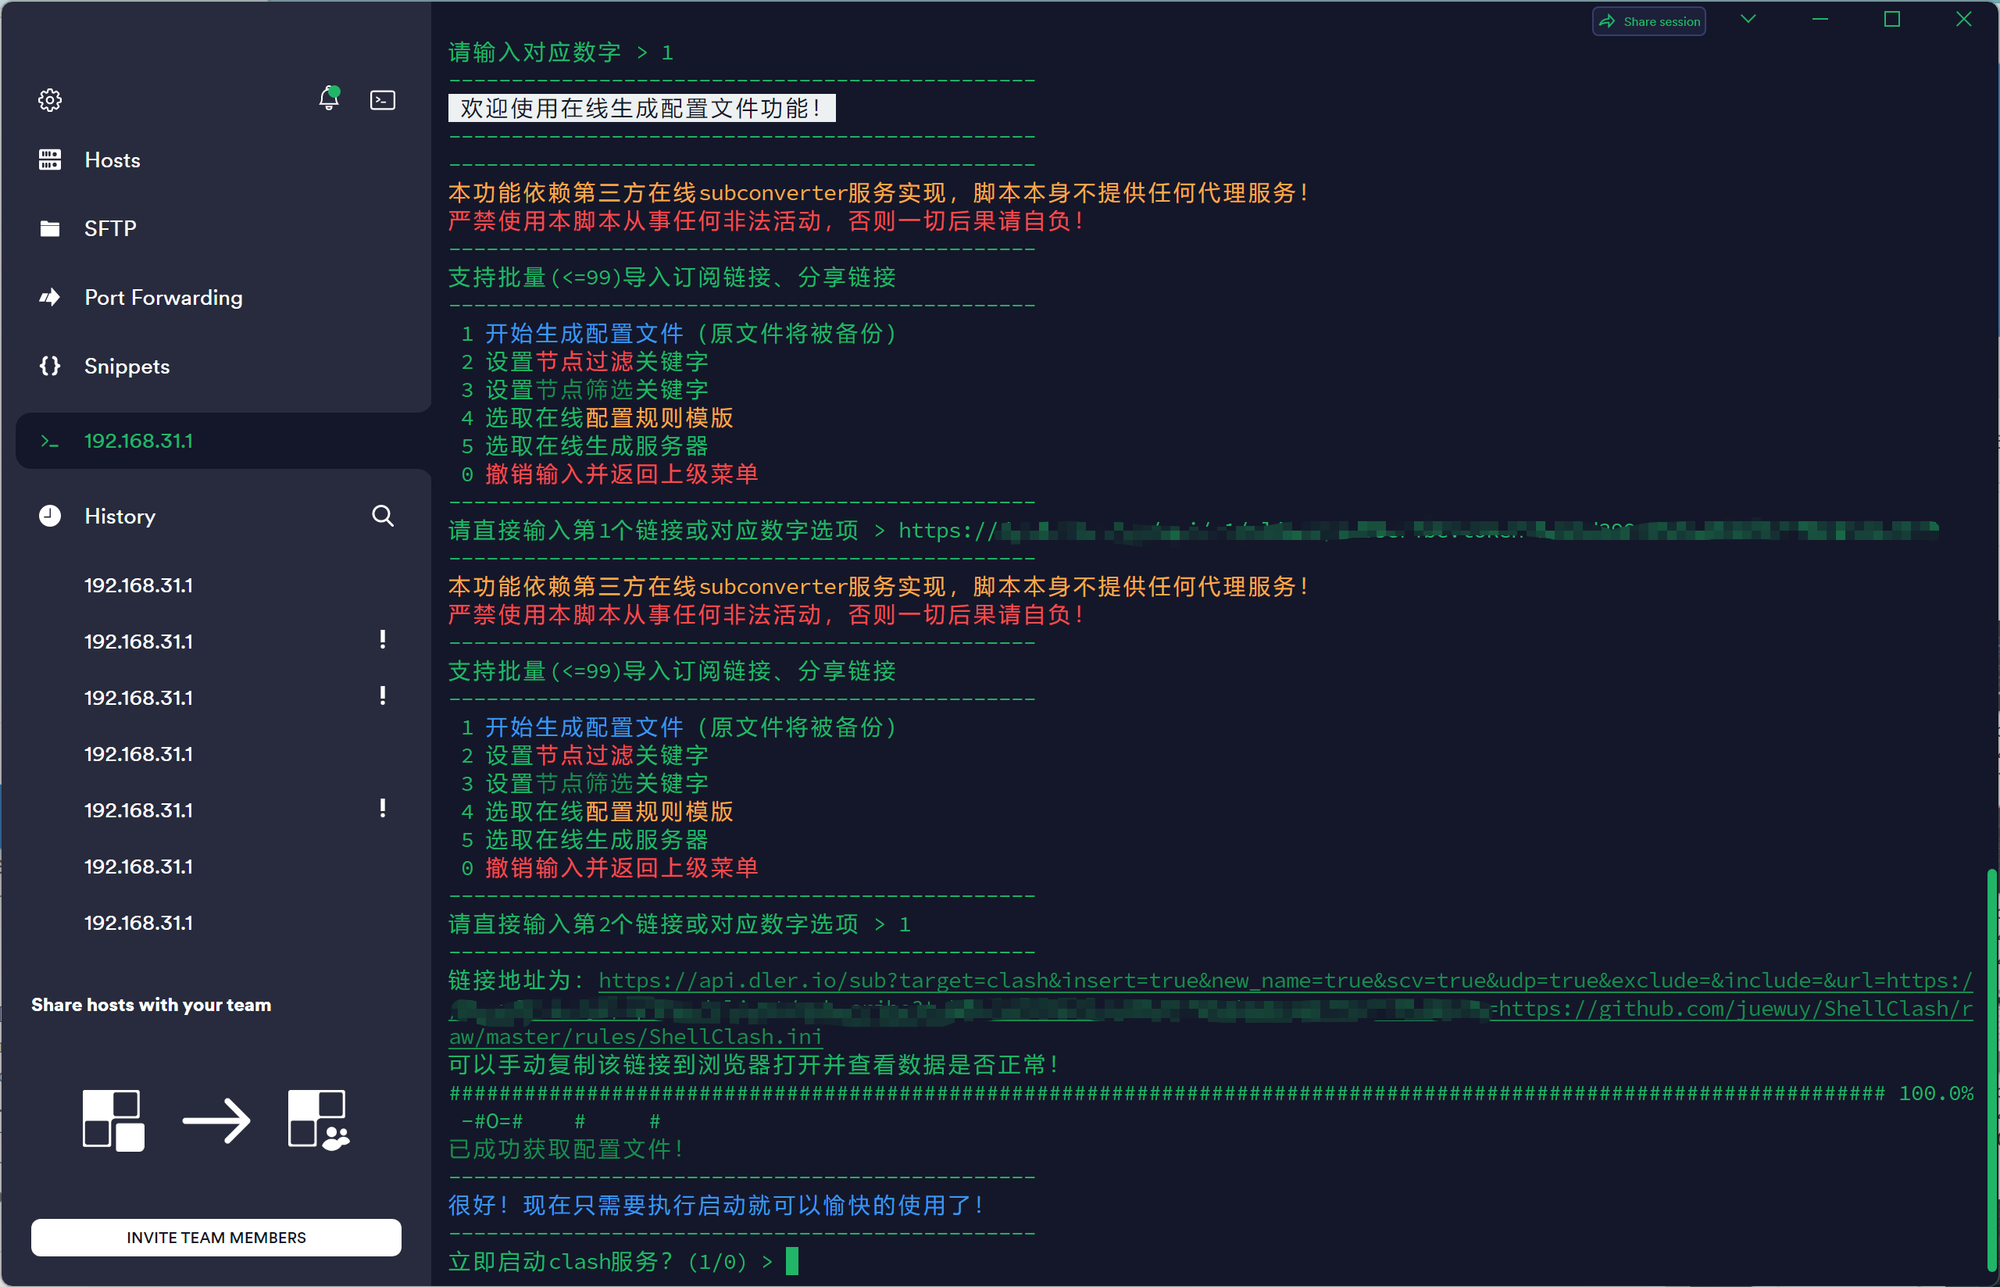 Share session
Hosts
SFTP
Port Forwarding
Snippets
192.168.31.1
History
192.168.31.1
192.168.31.1 !
192.168.31.1 !
192.168.31.1
192.168.31.1 !
192.168.31.1
192.168.31.1
Share hosts with your team
INVITE TEAM MEMBERS
请输入对应数字 > 1
-----------------------------------------------
欢迎使用在线生成配置文件功能！
-----------------------------------------------
-----------------------------------------------
本功能依赖第三方在线subconverter服务实现，脚本本身不提供任何代理服务！
严禁使用本脚本从事任何非法活动，否则一切后果请自负！
-----------------------------------------------
支持批量(<=99)导入订阅链接、分享链接
-----------------------------------------------
1 开始生成配置文件（原文件将被备份）
2 设置节点过滤关键字
3 设置节点筛选关键字
4 选取在线配置规则模版
5 选取在线生成服务器
0 撤销输入并返回上级菜单
-----------------------------------------------
请直接输入第1个链接或对应数字选项 > https://
-----------------------------------------------
本功能依赖第三方在线subconverter服务实现，脚本本身不提供任何代理服务！
严禁使用本脚本从事任何非法活动，否则一切后果请自负！
-----------------------------------------------
支持批量(<=99)导入订阅链接、分享链接
-----------------------------------------------
1 开始生成配置文件（原文件将被备份）
2 设置节点过滤关键字
3 设置节点筛选关键字
4 选取在线配置规则模版
5 选取在线生成服务器
0 撤销输入并返回上级菜单
-----------------------------------------------
请直接输入第2个链接或对应数字选项 > 1
-----------------------------------------------
链接地址为：https://api.dler.io/sub?target=clash&insert=true&new_name=true&scv=true&udp=true&exclude=&include=&url=https:/
=https://github.com/juewuy/ShellClash/r
aw/master/rules/ShellClash.ini
可以手动复制该链接到浏览器打开并查看数据是否正常！
################################################################################################################### 100.0%
-#O=#    #     #
已成功获取配置文件！
-----------------------------------------------
很好！现在只需要执行启动就可以愉快的使用了！
-----------------------------------------------
立即启动clash服务？(1/0) >